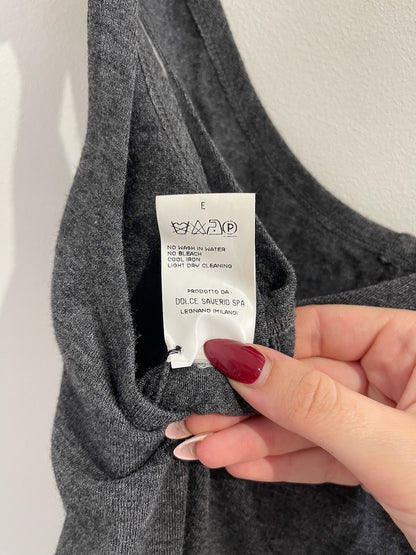 E
P
NO WASH IN WATER
NO BLEACH
COOL IRON
LIGHT DRY CLEANING
PRODOTTO DA
DOLCE SAVERIO SPA
LEGNANO (MILANO)